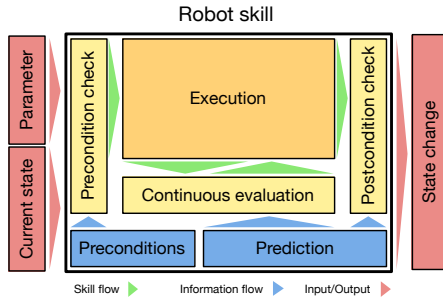 Robot skill
Parameter
Current state
Precondition check
Execution
Continuous evaluation
Postcondition check
State change
Preconditions
Prediction
Skill flow
Information flow
Input/Output